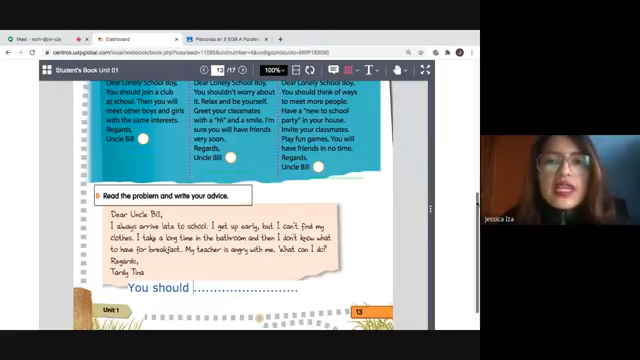 Meet - xcm-djjw-zjx
Dashboard
Personas en 5 EGB A Paralel
centros.udpglobal.com/local/webbook/book.php?courseid=11095&unitnumber=4&codigoproducto=MXP183090
Student's Book Unit 01
13 /17
100%
Dear Lonely School Boy,
You should join a club
at school. Then you will
meet other boys and girls
with the same interests.
Regards,
Uncle Bill
Dear Lonely School Boy,
You shouldn't worry about
it. Relax and be yourself.
Greet your classmates
with a "Hi" and a smile. I'm
sure you will have friends
very soon.
Regards,
Uncle Bill
Dear Lonely School Boy,
You should think of ways
to meet more people.
Have a "new to school
party" in your house.
Invite your classmates.
Play fun games. You will
have friends in no time.
Regards,
Uncle Bill
Read the problem and write your advice.
Dear Uncle Bill,
I always arrive late to school. I get up early, but I can't find my
clothes. I take a long time in the bathroom and then I don't know what
to have for breakfast. My teacher is angry with me. What can I do?
Regards,
Tardy Tina
You should ..........................
Unit 1
13
Jessica Iza